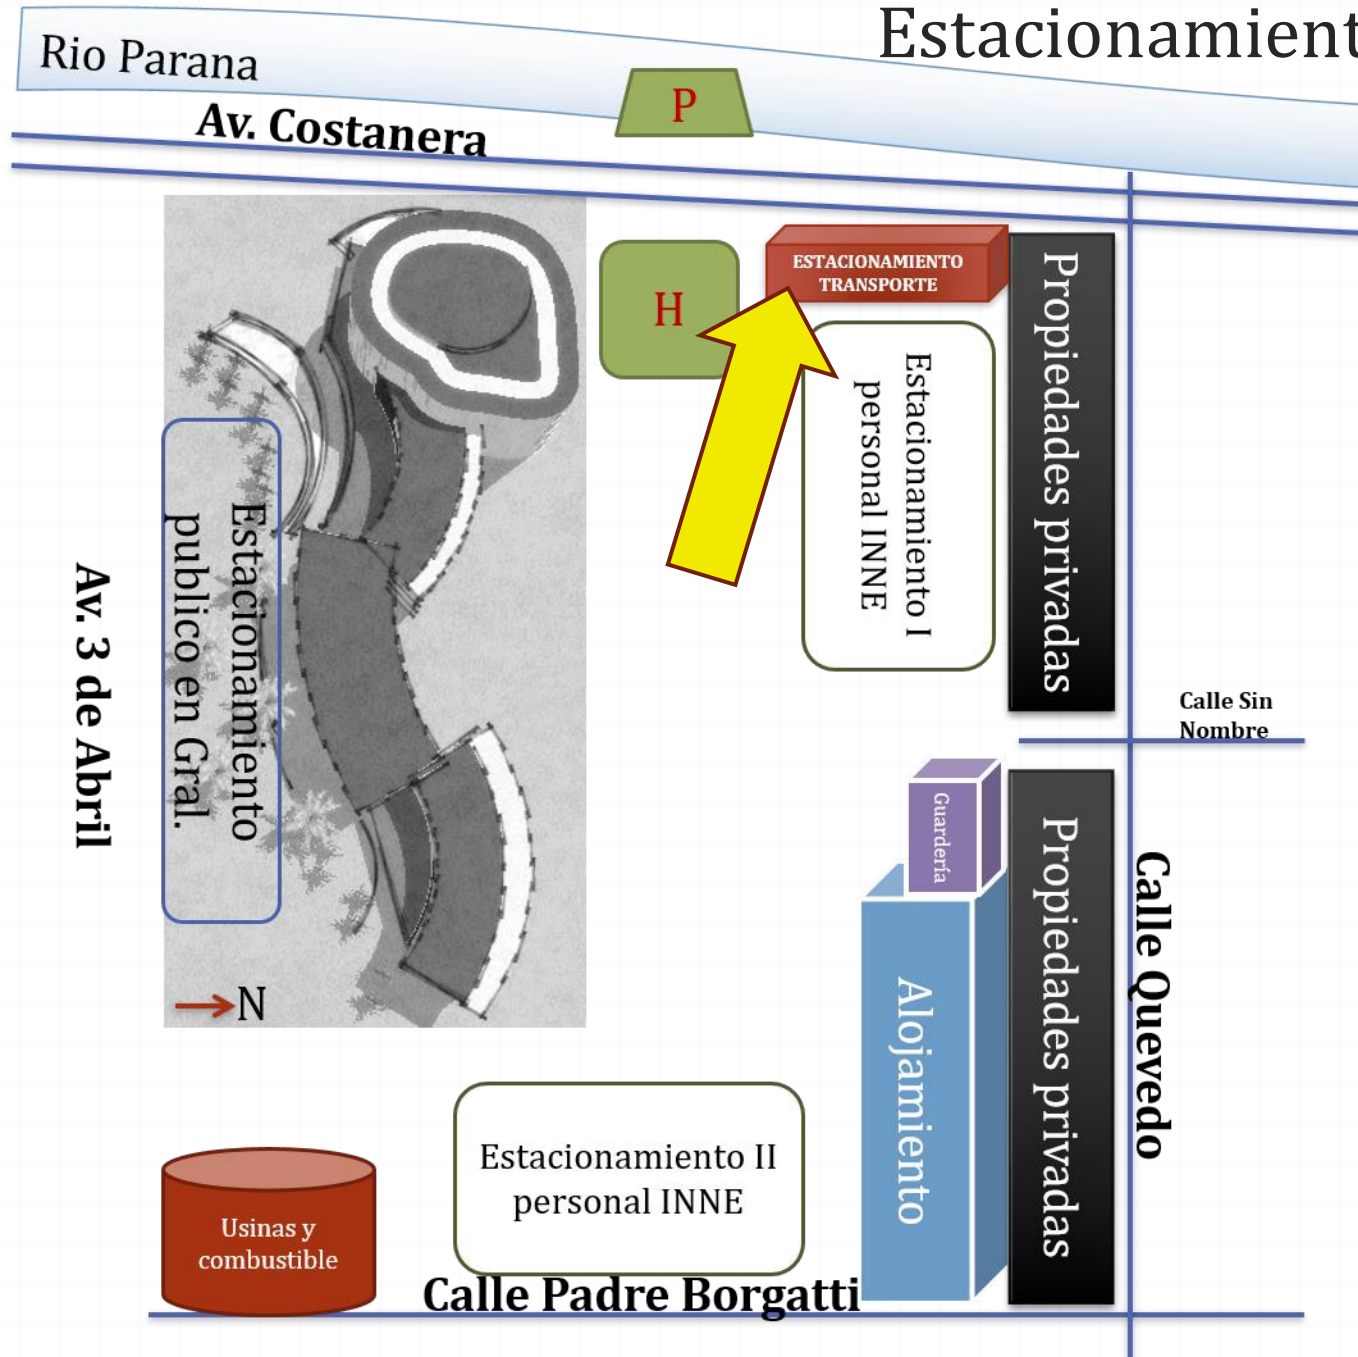 Estacionamient
Rio Parana
P
Av. Costanera
ESTACIONAMIENTO
TRANSPORTE
H
Propiedades privadas
Estacionamiento I
personal INNE
Estacionamiento
publico en Gral.
Av. 3 de Abril
Calle Sin
Nombre
Guardería
Propiedades privadas
Calle Quevedo
Alojamiento
N
Estacionamiento II
personal INNE
Usinas y
combustible
Calle Padre Borgatti